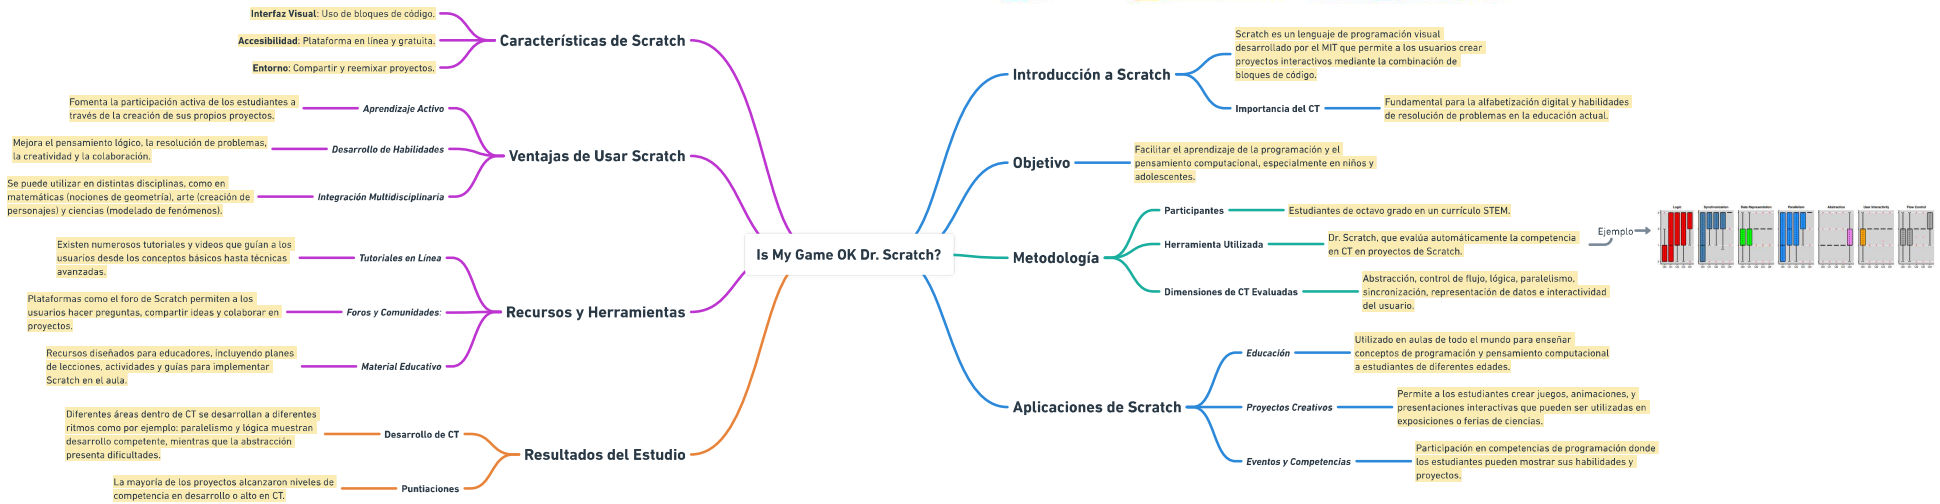 Interfaz Visual: Uso de bloques de código.
Accesibilidad: Plataforma en línea y gratuita.
Entorno: Compartir y reemixar proyectos.
Características de Scratch
Fomenta la participación activa de los estudiantes a
través de la creación de sus propios proyectos.
Aprendizaje Activo
Mejora el pensamiento lógico, la resolución de problemas,
la creatividad y la colaboración.
Desarrollo de Habilidades
Se puede utilizar en distintas disciplinas, como en
matemáticas (nociones de geometría), arte (creación de
personajes) y ciencias (modelado de fenómenos).
Integración Multidisciplinaria
Ventajas de Usar Scratch
Existen numerosos tutoriales y videos que guían a los
usuarios desde los conceptos básicos hasta técnicas
avanzadas.
Tutoriales en Línea
Plataformas como el foro de Scratch permiten a los
usuarios hacer preguntas, compartir ideas y colaborar en
proyectos.
Foros y Comunidades:
Recursos diseñados para educadores, incluyendo planes
de lecciones, actividades y guías para implementar
Scratch en el aula.
Material Educativo
Recursos y Herramientas
Diferentes áreas dentro de CT se desarrollan a diferentes
ritmos como por ejemplo: paralelismo y lógica muestran
desarrollo competente, mientras que la abstracción
presenta dificultades.
Desarrollo de CT
La mayoría de los proyectos alcanzaron niveles de
competencia en desarrollo o alto en CT.
Puntiaciones
Resultados del Estudio
Is My Game OK Dr. Scratch?
Introducción a Scratch
Scratch es un lenguaje de programación visual
desarrollado por el MIT que permite a los usuarios crear
proyectos interactivos mediante la combinación de
bloques de código.
Importancia del CT
Fundamental para la alfabetización digital y habilidades
de resolución de problemas en la educación actual.
Objetivo
Facilitar el aprendizaje de la programación y el
pensamiento computacional, especialmente en niños y
adolescentes.
Metodología
Participantes
Estudiantes de octavo grado en un currículo STEM.
Herramienta Utilizada
Dr. Scratch, que evalúa automáticamente la competencia
en CT en proyectos de Scratch.
Ejemplo
Logic
Synchronization
Data Representation
Parallelism
Abstraction
User Interactivity
Flow Control
Dimensiones de CT Evaluadas
Abstracción, control de flujo, lógica, paralelismo,
sincronización, representación de datos e interactividad
del usuario.
Aplicaciones de Scratch
Educación
Utilizado en aulas de todo el mundo para enseñar
conceptos de programación y pensamiento computacional
a estudiantes de diferentes edades.
Proyectos Creativos
Permite a los estudiantes crear juegos, animaciones, y
presentaciones interactivas que pueden ser utilizadas en
exposiciones o ferias de ciencias.
Eventos y Competencias
Participación en competencias de programación donde
los estudiantes pueden mostrar sus habilidades y
proyectos.